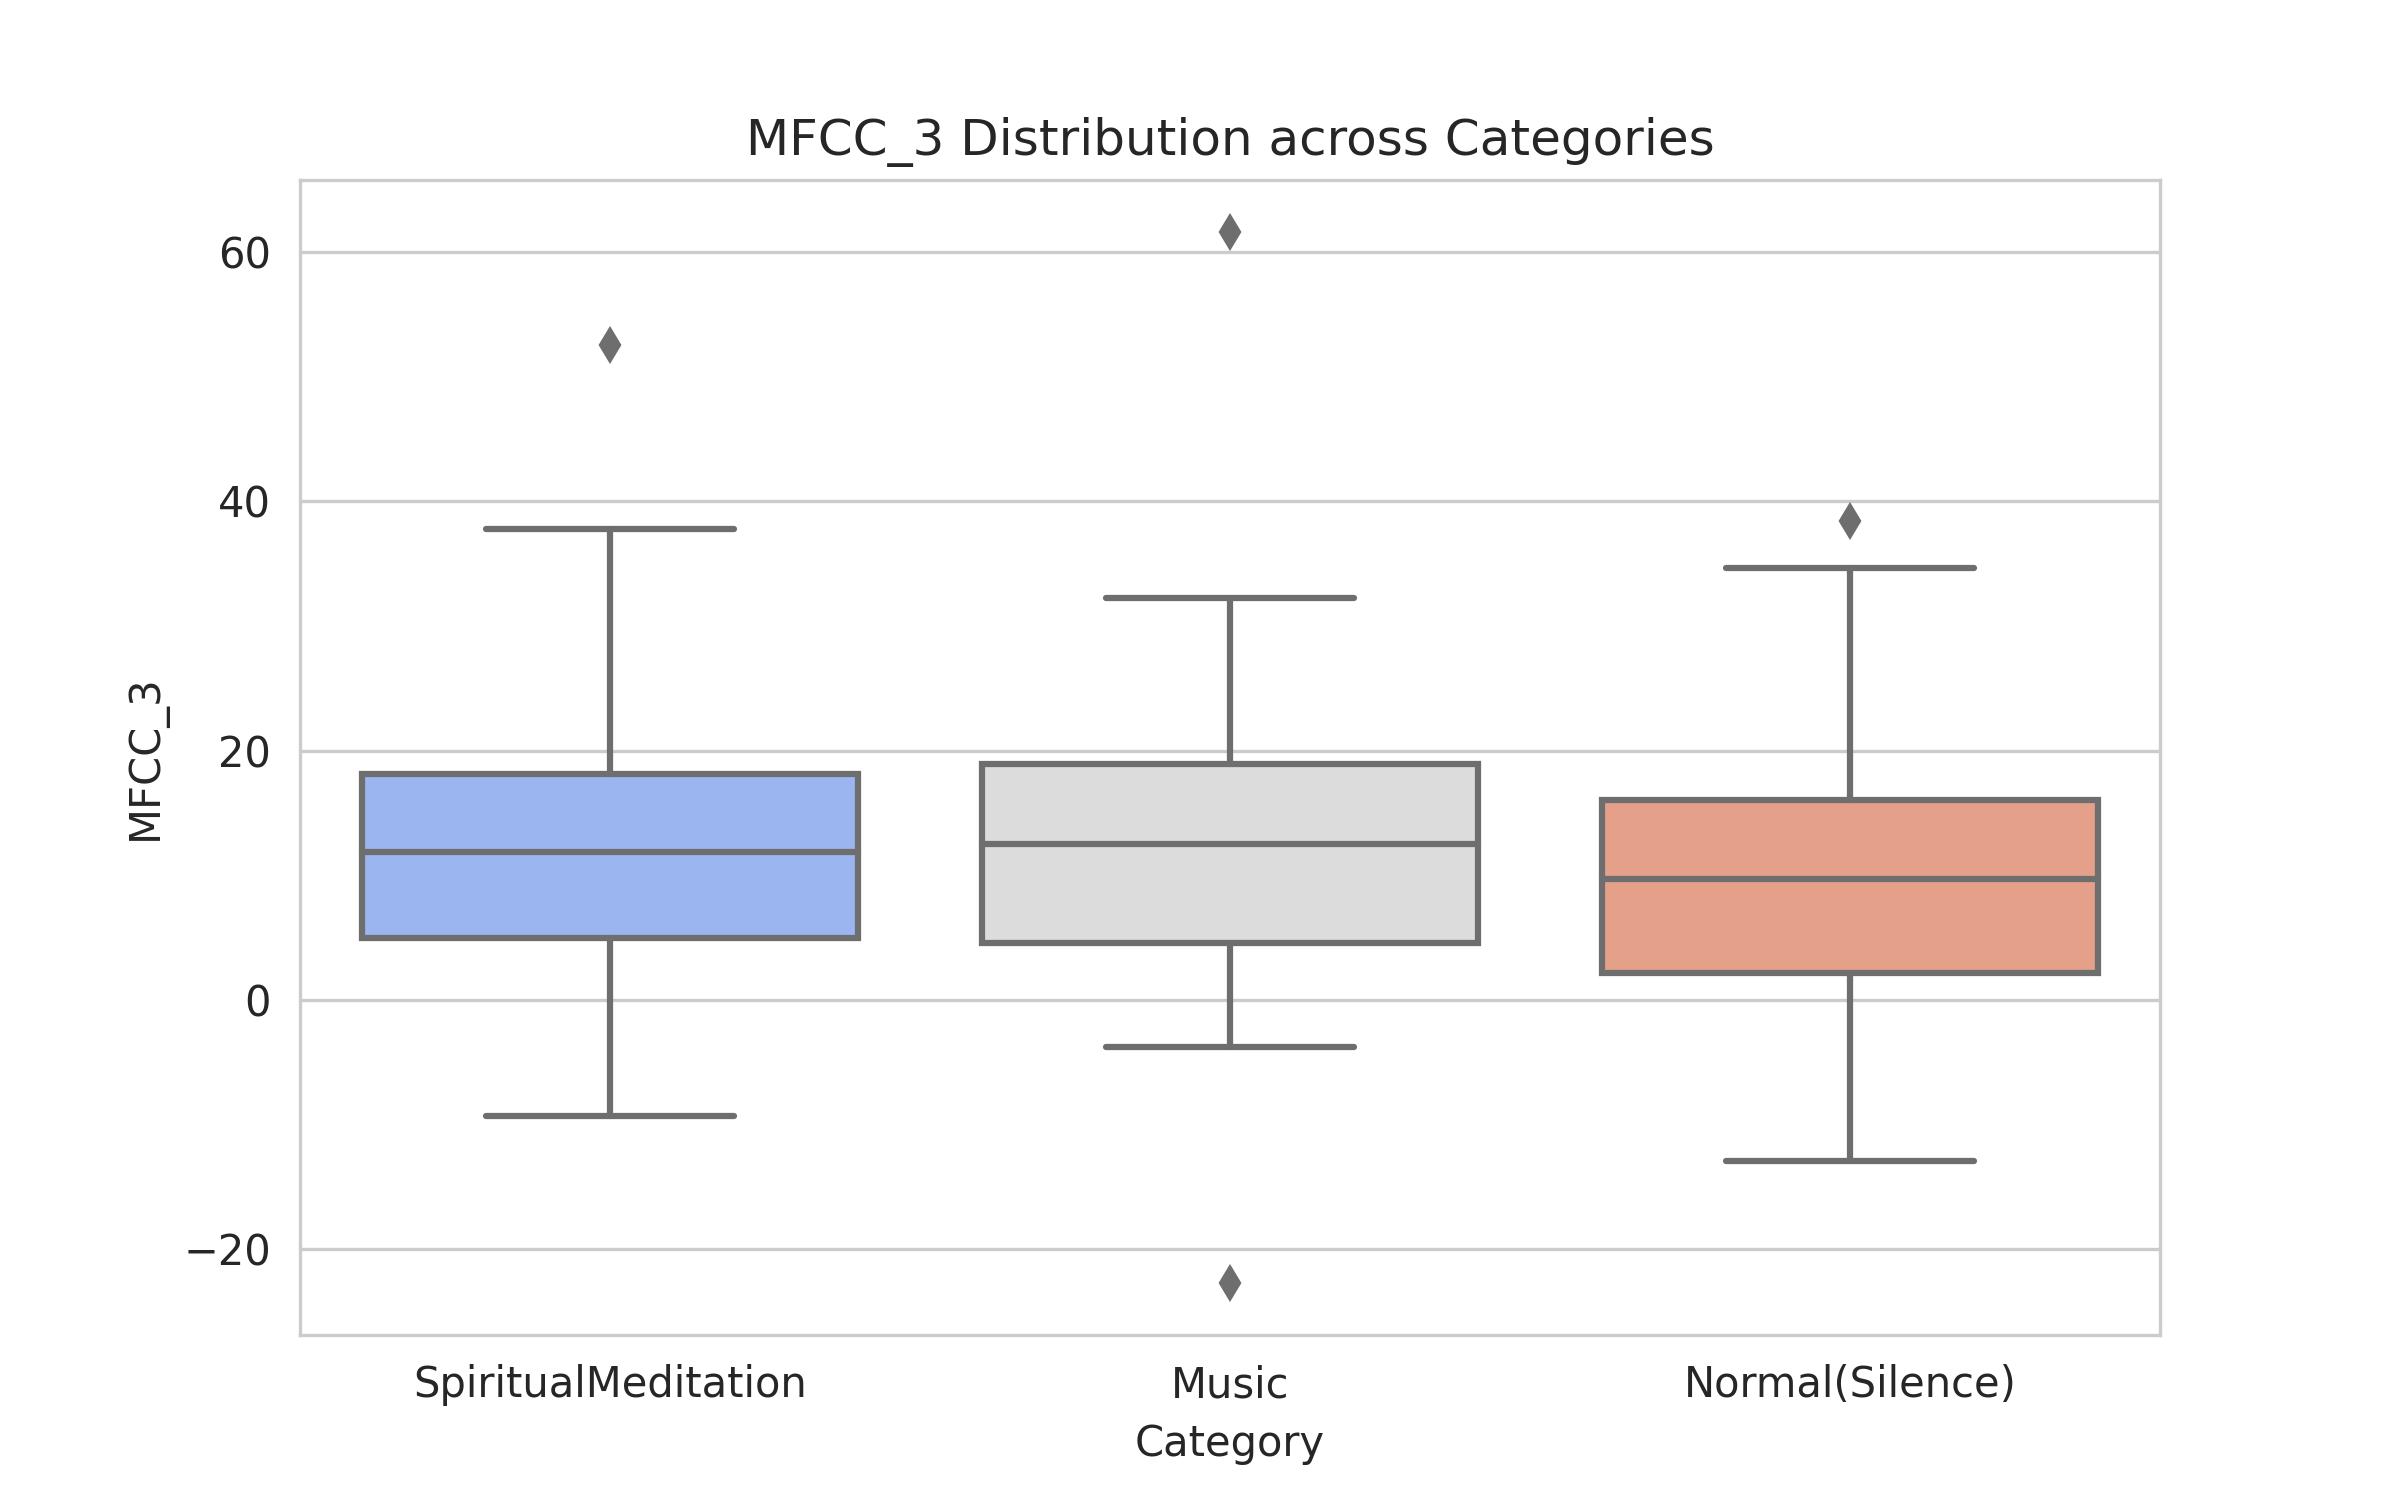 MFCC_3 Distribution across Categories
60
40
20
0
−20
MFCC_3
SpiritualMeditation
Music
Normal(Silence)
Category